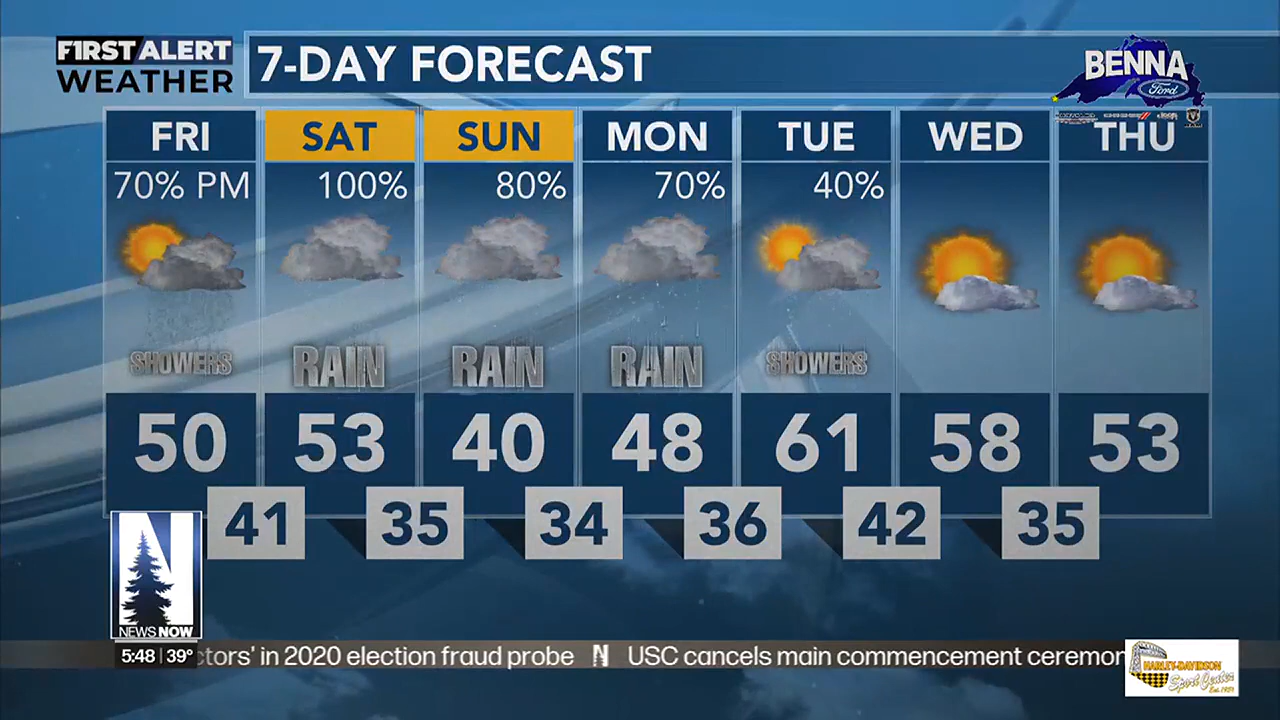 FIRST ALERT
WEATHER
7-DAY FORECAST
BENNA
Ford
FRI SAT SUN MON TUE WED THU
70% PM 100% 80% 70% 40%
SHOWERS RAIN RAIN RAIN SHOWERS
50 53 40 48 61 58 53
41 35 34 36 42 35
N
NEWS NOW
5:48 | 39° ctors' in 2020 election fraud probe N USC cancels main commencement ceremon
HARLEY-DAVIDSON
Sport Center